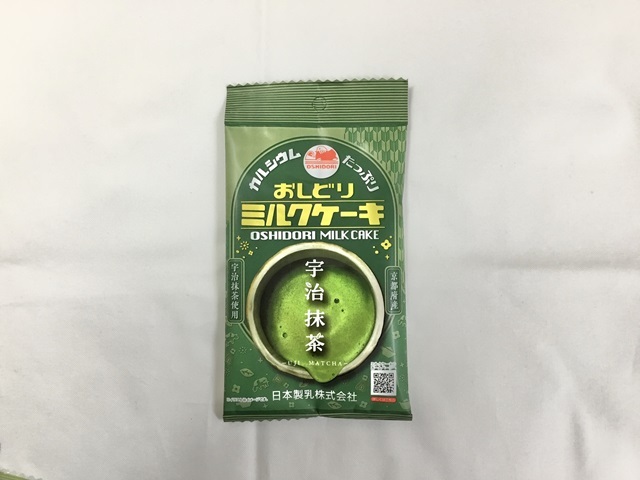 カルシウム たっぷり
OSHIDORI
おしどり
ミルクケーキ
OSHIDORI MILK CAKE
宇治抹茶使用
京都府産
宇治抹茶
UJI MATCHA
日本製乳株式会社